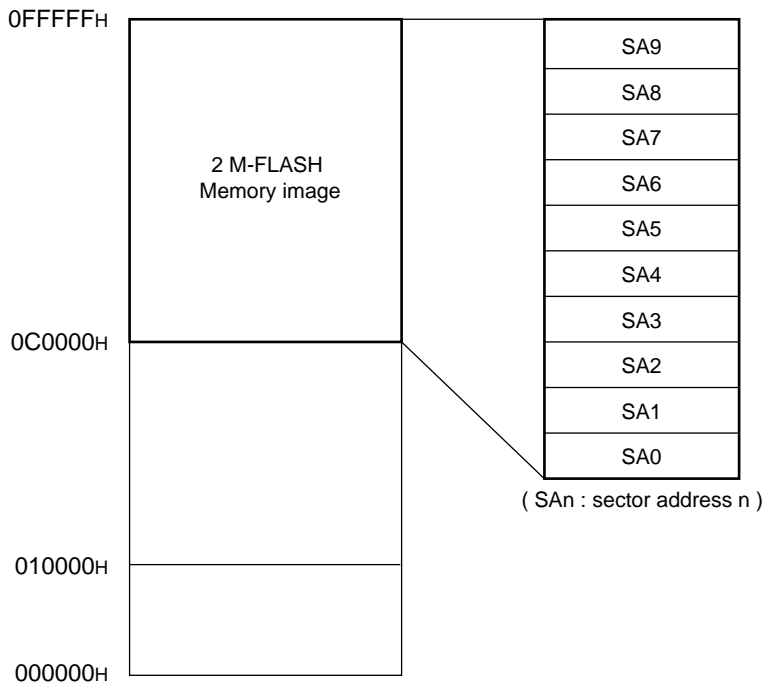 0FFFFFH
2 M-FLASH
Memory image
0C0000H
010000H
000000H
SA9
SA8
SA7
SA6
SA5
SA4
SA3
SA2
SA1
SA0
( SAn : sector address n )